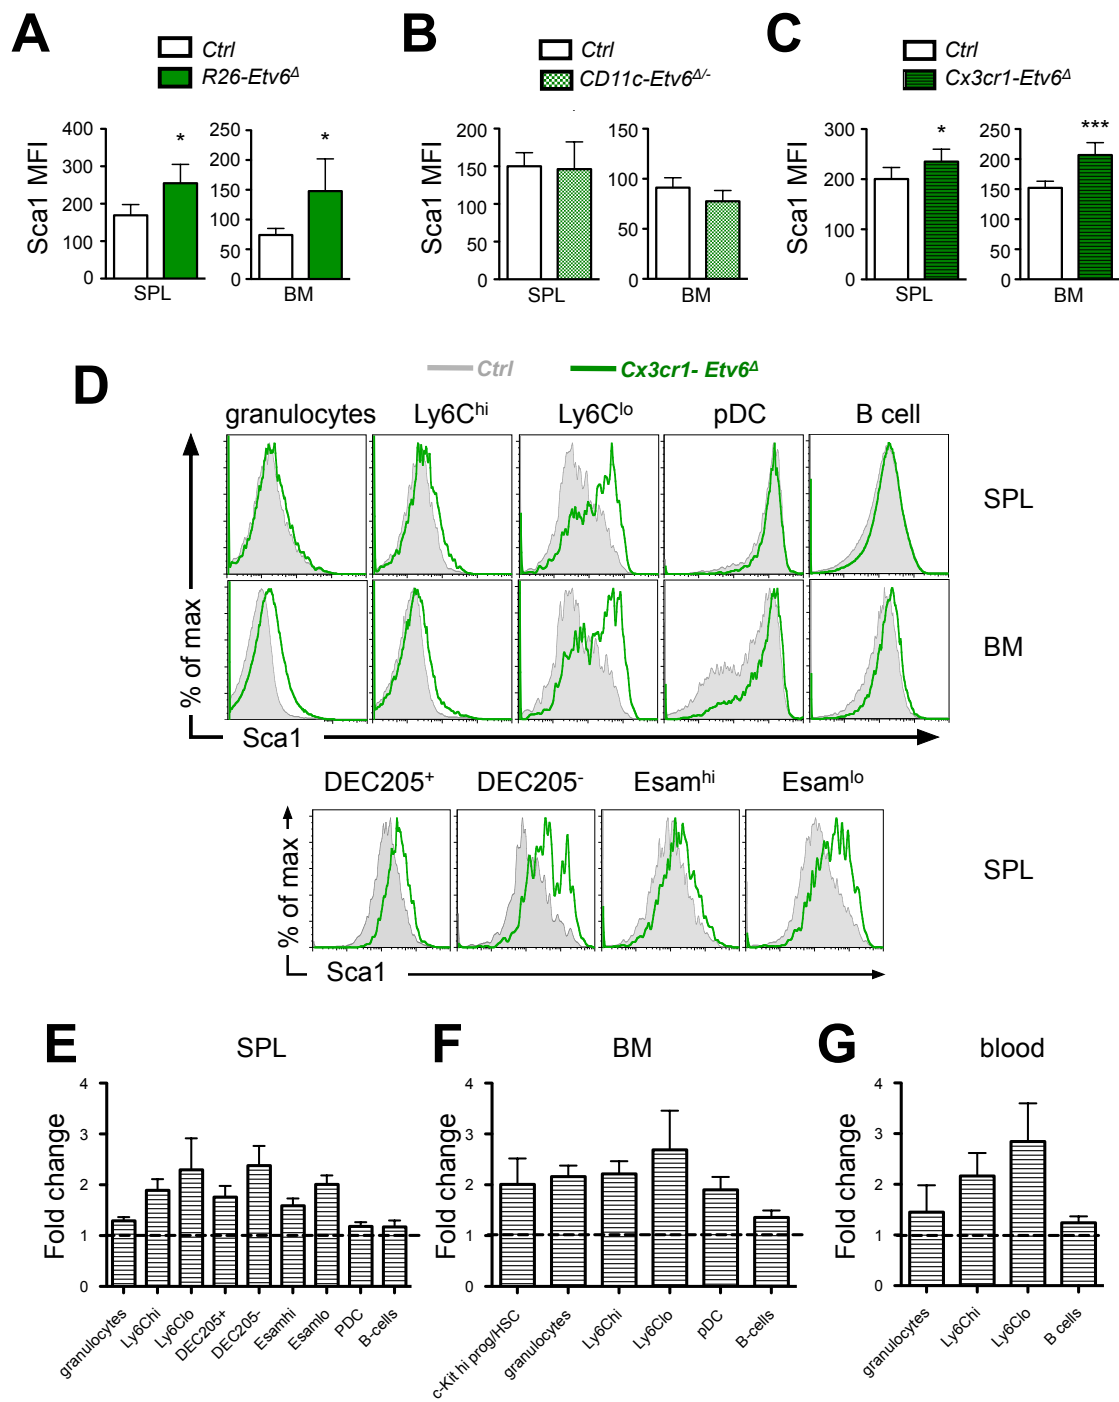 A
Ctrl
R26-Etv6Δ
Sca1 MFI
400
300
200
100
0
SPL
*
250
200
150
100
50
0
BM
*
B
Ctrl
CD11c-Etv6Δ/-
Sca1 MFI
200
150
100
50
0
SPL
150
100
50
0
BM
C
Ctrl
Cx3cr1-Etv6Δ
Sca1 MFI
300
200
100
0
SPL
*
250
200
150
100
50
0
BM
***
D
Ctrl
Cx3cr1- Etv6Δ
granulocytes
Ly6Chi
Ly6Clo
pDC
B cell
SPL
BM
% of max
Sca1
DEC205+
DEC205-
Esamhi
Esamlo
SPL
% of max
Sca1
E
SPL
Fold change
4
3
2
1
0
granulocytes
Ly6Chi
Ly6Clo
DEC205+
DEC205-
Esamhi
Esamlo
PDC
B-cells
F
BM
Fold change
4
3
2
1
0
c-Kit hi prog/HSC
granulocytes
Ly6Chi
Ly6Clo
pDC
B-cells
G
blood
Fold change
4
3
2
1
0
granulocytes
Ly6Chi
Ly6Clo
B cells